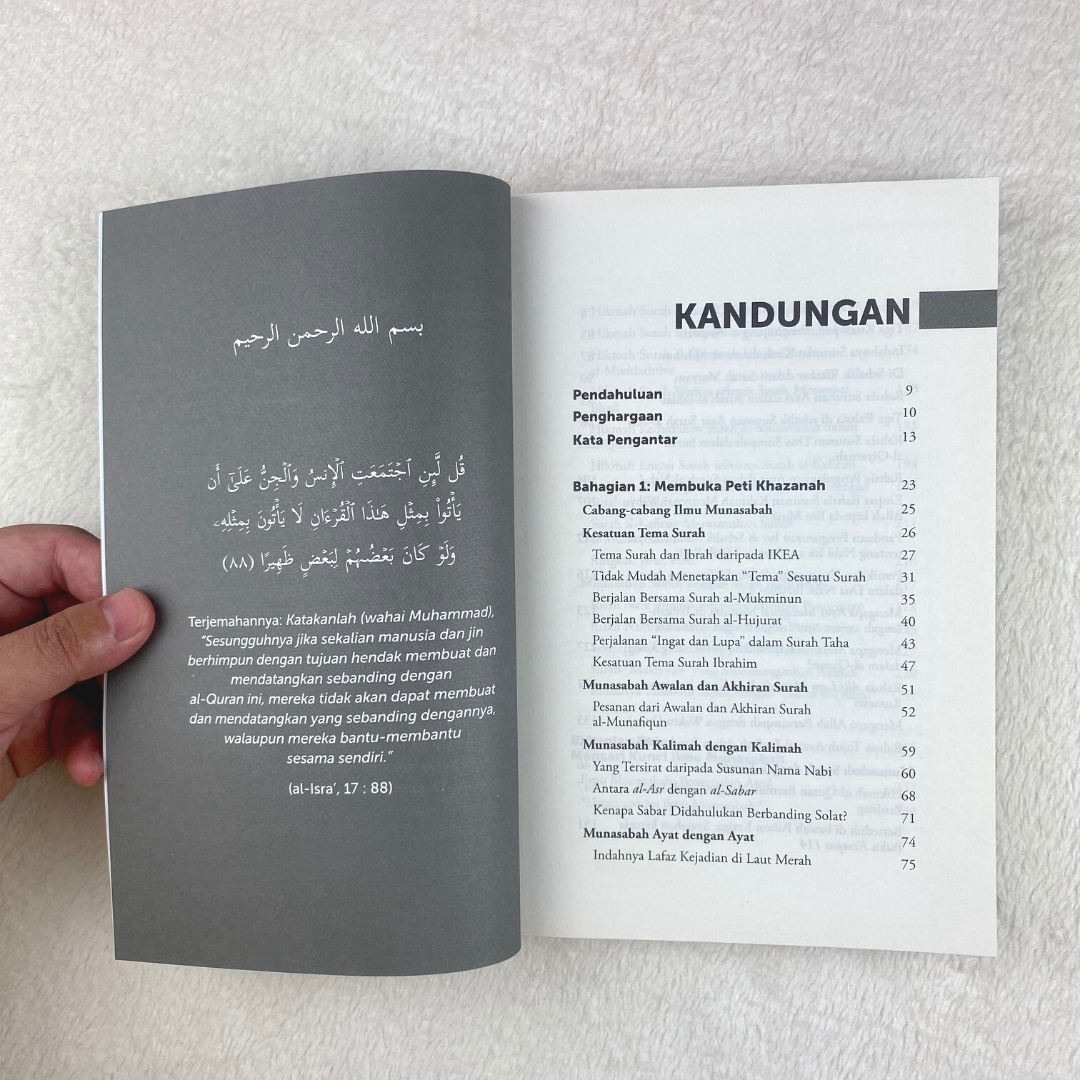 بسم الله الرحمن الرحيم
قُل لَّئِنِ ٱجۡتَمَعَتِ ٱلۡإِنسُ وَٱلۡجِنُّ عَلَىٰٓ أَن
يَأۡتُواْ بِمِثۡلِ هَٰذَا ٱلۡقُرۡءَانِ لَا يَأۡتُونَ بِمِثۡلِهِۦ
وَلَوۡ كَانَ بَعۡضُهُمۡ لِبَعۡضٖ ظَهِيرٗا (٨٨)
Terjemahannya: Katakanlah (wahai Muhammad),
“Sesungguhnya jika sekalian manusia dan jin
berhimpun dengan tujuan hendak membuat dan
mendatangkan sebanding dengan
al-Quran ini, mereka tidak akan dapat membuat
dan mendatangkan yang sebanding dengannya,
walaupun mereka bantu-membantu
sesama sendiri.”
(al-Isra’, 17 : 88)
KANDUNGAN
Pendahuluan 9
Penghargaan 10
Kata Pengantar 13
Bahagian 1: Membuka Peti Khazanah 23
Cabang-cabang Ilmu Munasabah 25
Kesatuan Tema Surah 26
Tema Surah dan Ibrah daripada IKEA 27
Tidak Mudah Menetapkan “Tema” Sesuatu Surah 31
Berjalan Bersama Surah al-Mukminun 35
Berjalan Bersama Surah al-Hujurat 40
Perjalanan “Ingat dan Lupa” dalam Surah Taha 43
Kesatuan Tema Surah Ibrahim 47
Munasabah Awalan dan Akhiran Surah 51
Pesanan dari Awalan dan Akhiran Surah 52
al-Munafiqun
Munasabah Kalimah dengan Kalimah 59
Yang Tersirat daripada Susunan Nama Nabi 60
Antara al-Asr dengan al-Sabar 68
Kenapa Sabar Didahulukan Berbanding Solat? 71
Munasabah Ayat dengan Ayat 74
Indahnya Lafaz Kejadian di Laut Merah 75